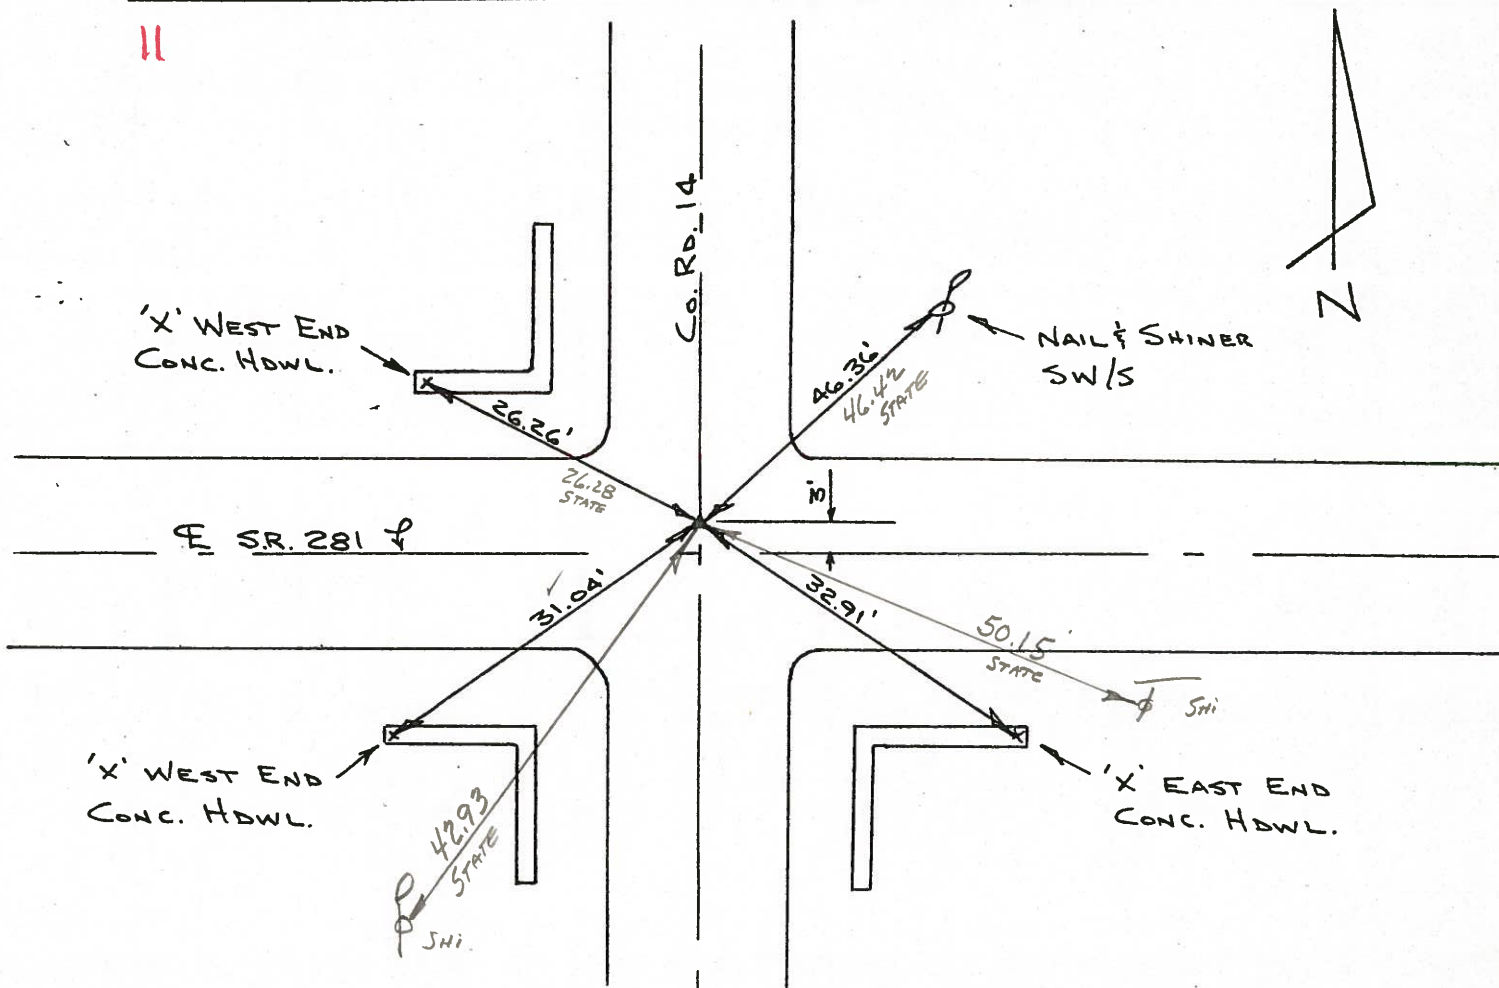 11
Co. RD. 14
'X' WEST END
CONC. HDWL.
NAIL & SHINER
SW/S
N
46.36'
46.42
STATE
26.26'
26.28
STATE
3'
℄ S.R. 281
31.04'
32.91'
50.15'
STATE
SHI
'X' WEST END
CONC. HDWL.
'X' EAST END
CONC. HDWL.
42.93
STATE
SHI.